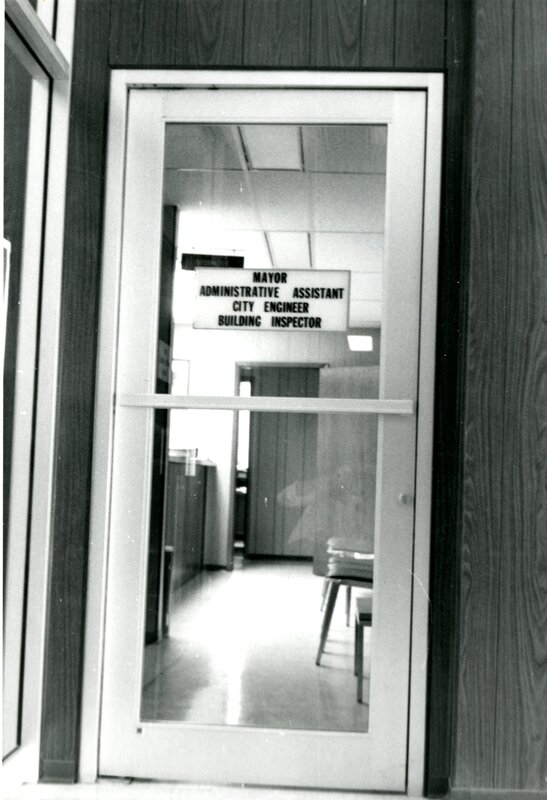 MAYOR
ADMINISTRATIVE ASSISTANT
CITY ENGINEER
BUILDING INSPECTOR